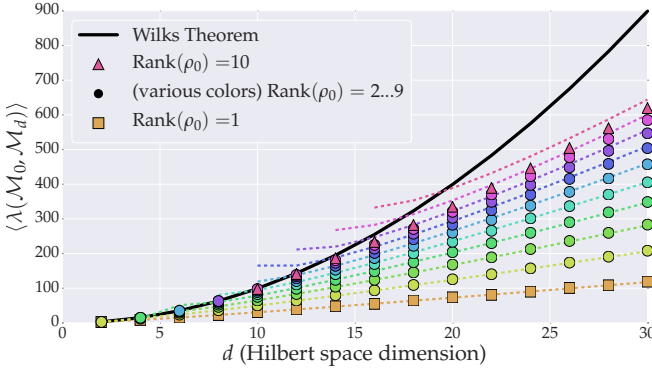 900
800
700
600
500
400
300
200
100
0
⟨λ(ℳ₀, ℳ_d)⟩
Wilks Theorem
Rank(ρ₀) =10
(various colors) Rank(ρ₀) = 2...9
Rank(ρ₀) =1
0 5 10 15 20 25 30
d (Hilbert space dimension)